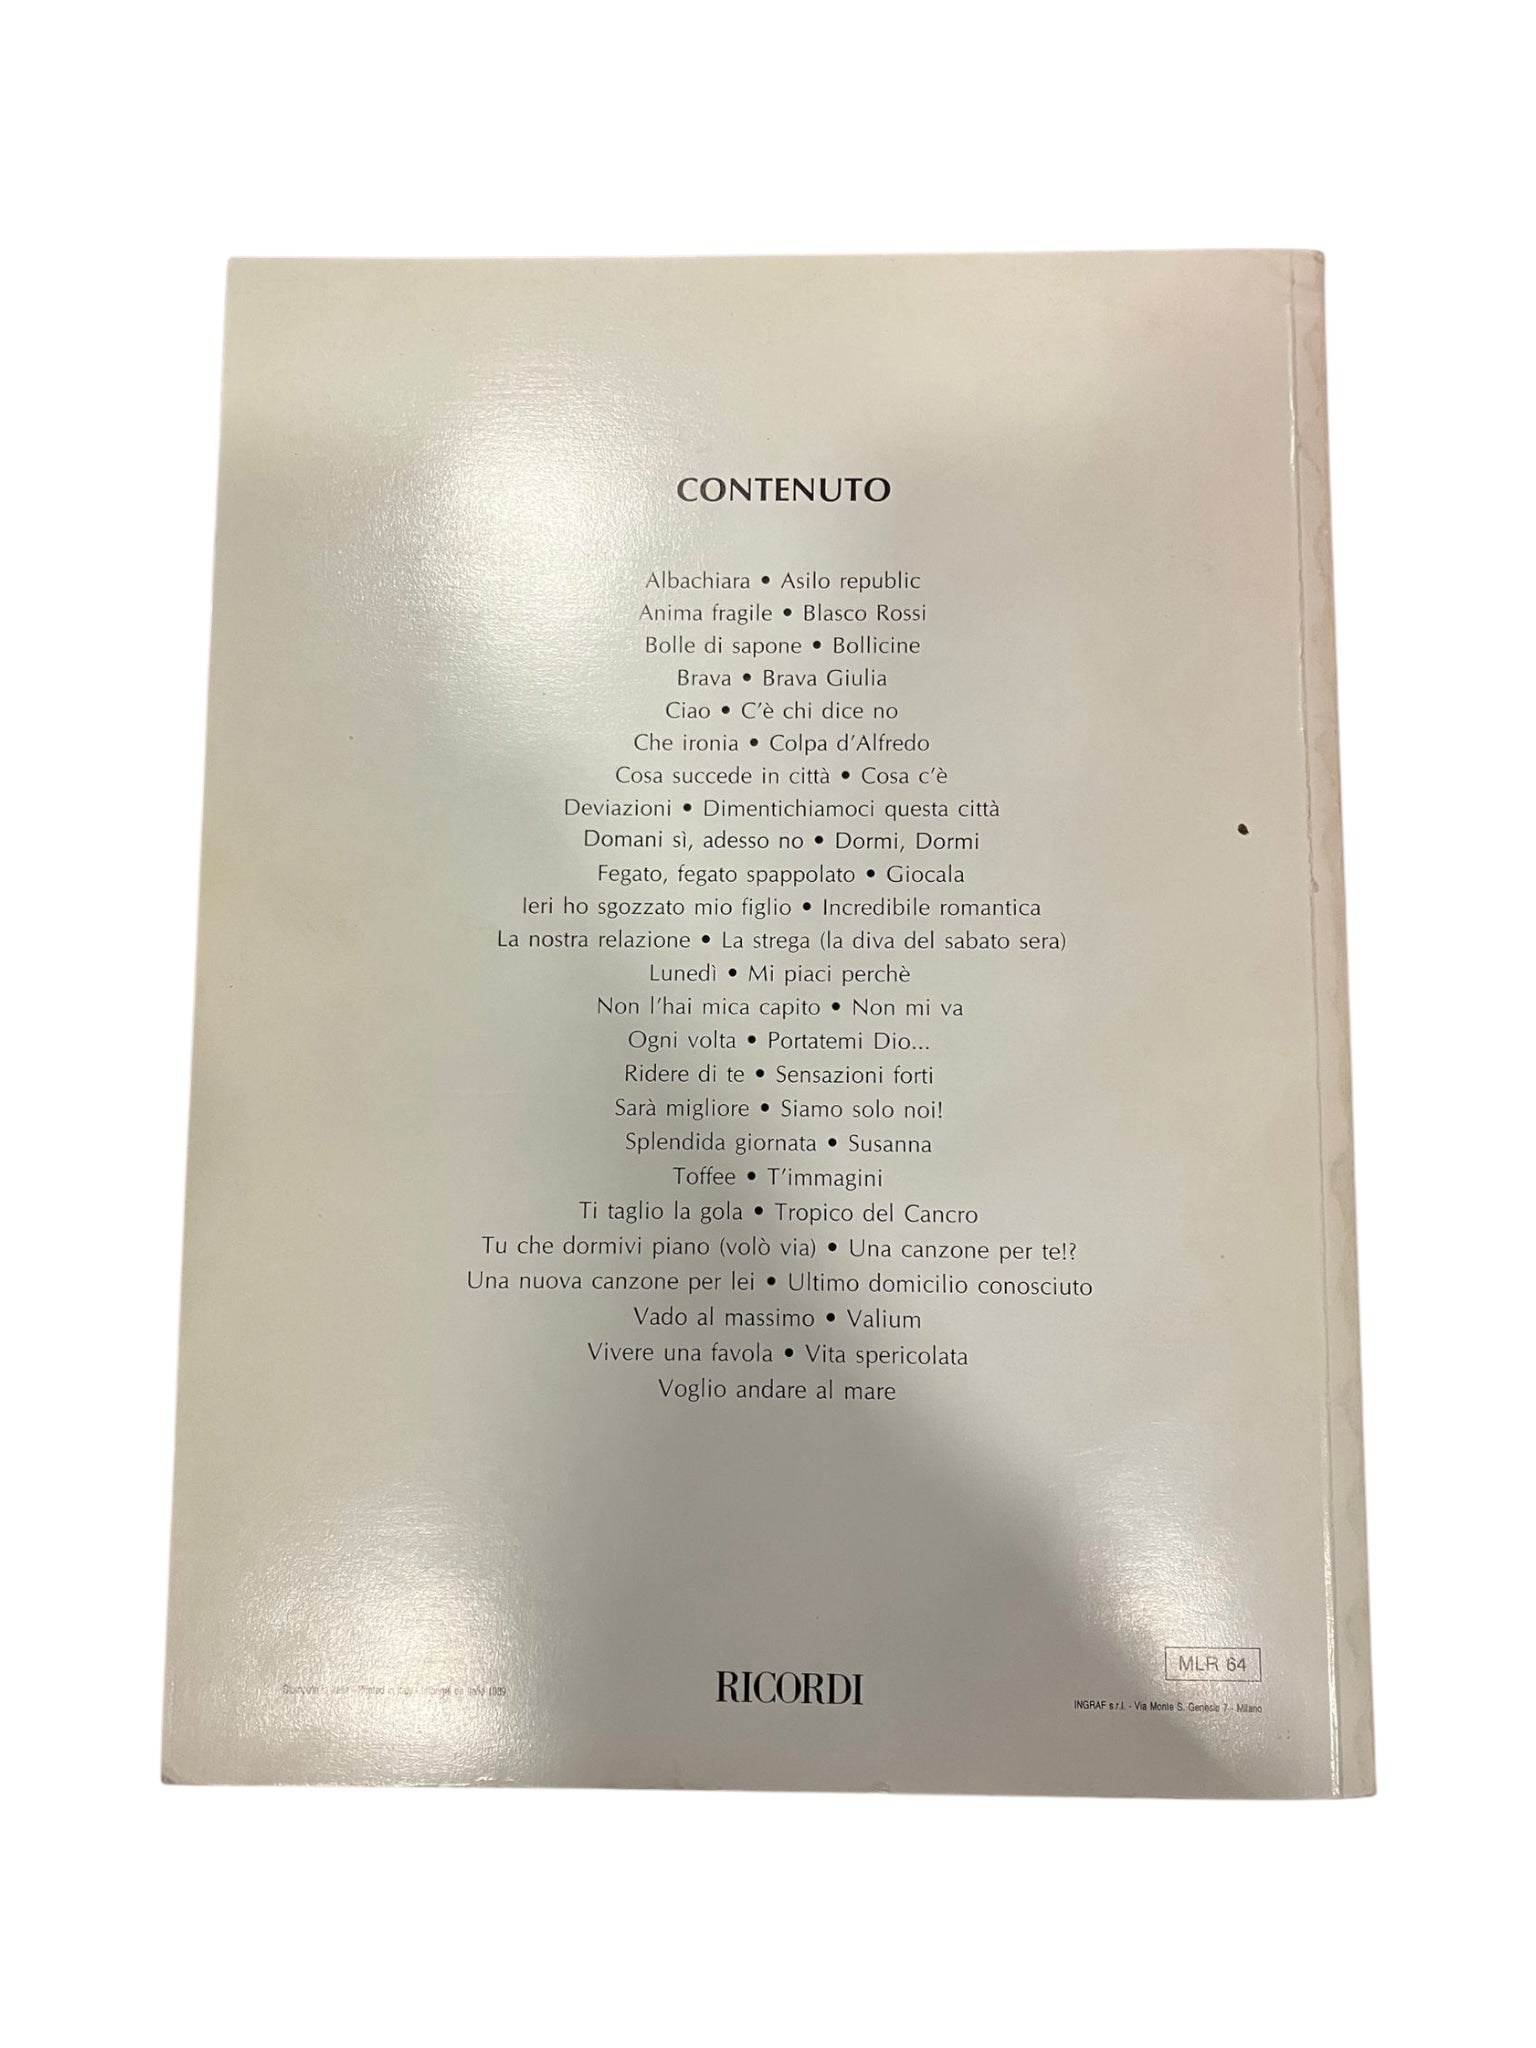 CONTENUTO
Albachiara • Asilo republic
Anima fragile • Blasco Rossi
Bolle di sapone • Bollicine
Brava • Brava Giulia
Ciao • C'è chi dice no
Che ironia • Colpa d'Alfredo
Cosa succede in città • Cosa c'è
Deviazioni • Dimentichiamoci questa città
Domani sì, adesso no • Dormi, Dormi
Fegato, fegato spappolato • Giocala
Ieri ho sgozzato mio figlio • Incredibile romantica
La nostra relazione • La strega (la diva del sabato sera)
Lunedì • Mi piaci perchè
Non l'hai mica capito • Non mi va
Ogni volta • Portatemi Dio...
Ridere di te • Sensazioni forti
Sarà migliore • Siamo solo noi!
Splendida giornata • Susanna
Toffee • T'immagini
Ti taglio la gola • Tropico del Cancro
Tu che dormivi piano (volò via) • Una canzone per te!?
Una nuova canzone per lei • Ultimo domicilio conosciuto
Vado al massimo • Valium
Vivere una favola • Vita spericolata
Voglio andare al mare
MLR 64
RICORDI
Printed in Italy
INGRAF s.r.l. - Via Monte S. Genesio 7 - Milano